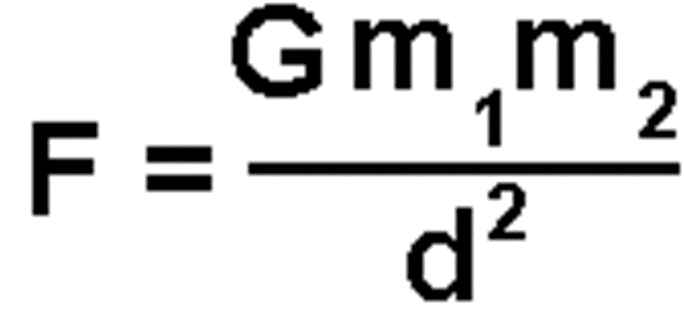 F = Gm₁m₂
d²